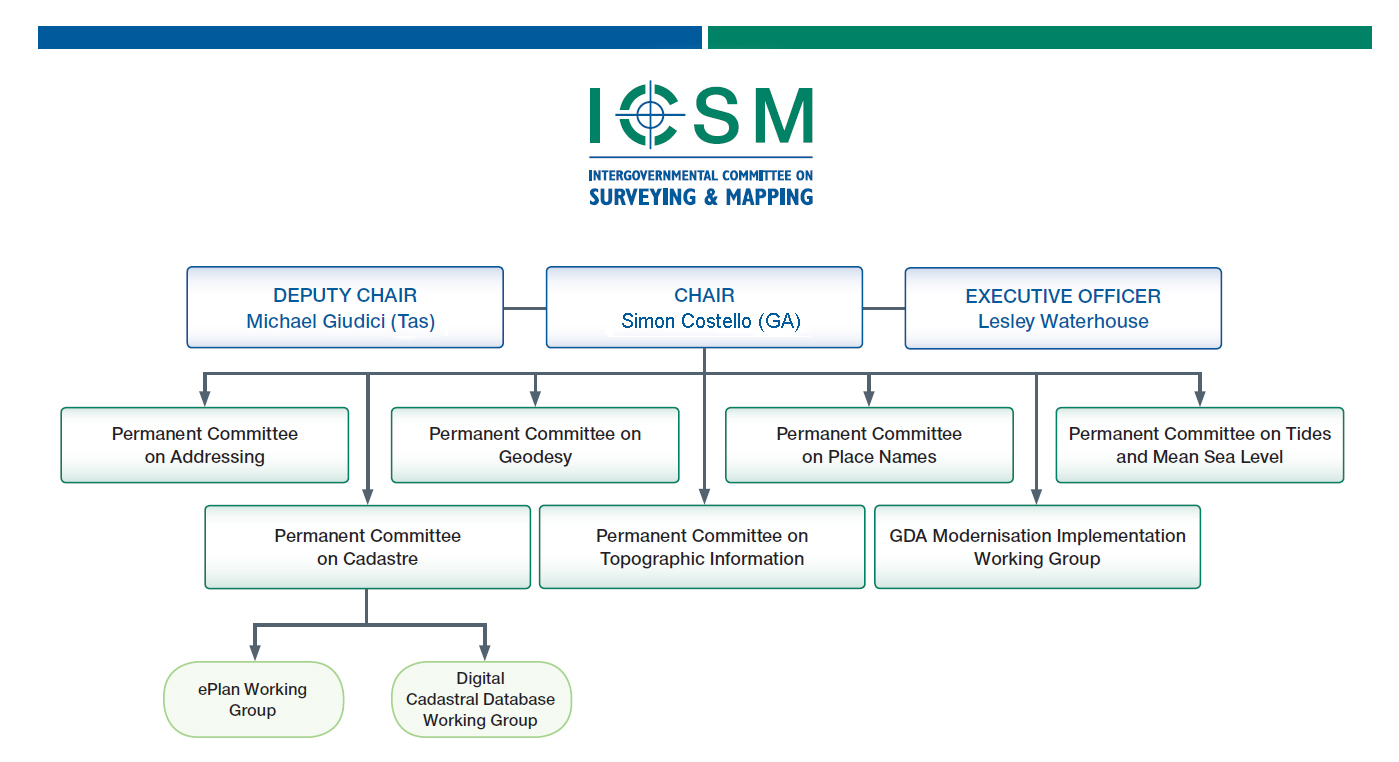 ICSM
INTERGOVERNMENTAL COMMITTEE ON
SURVEYING & MAPPING
DEPUTY CHAIR
Michael Giudici (Tas)
CHAIR
Simon Costello (GA)
EXECUTIVE OFFICER
Lesley Waterhouse
Permanent Committee
on Addressing
Permanent Committee on
Geodesy
Permanent Committee
on Place Names
Permanent Committee on Tides
and Mean Sea Level
Permanent Committee
on Cadastre
Permanent Committee on
Topographic Information
GDA Modernisation Implementation
Working Group
ePlan Working
Group
Digital
Cadastral Database
Working Group